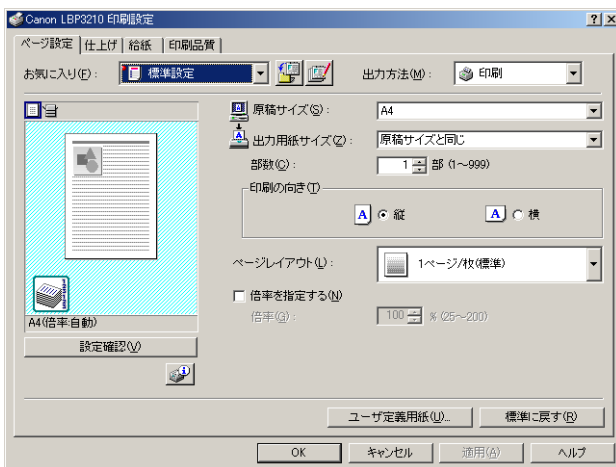 Canon LBP3210 印刷設定
ページ設定 仕上げ 給紙 印刷品質
お気に入り(F): 標準設定 出力方法(M): 印刷
原稿サイズ(S): A4
出力用紙サイズ(Z): 原稿サイズと同じ
部数(C): 1 部 (1～999)
印刷の向き(T)
A 縦 A 横
ページレイアウト(L): 1ページ/枚(標準)
倍率を指定する(N)
倍率(G): 100 % (25～200)
A4(倍率:自動)
設定確認(V)
ユーザ定義用紙(U)... 標準に戻す(R)
OK キャンセル 適用(A) ヘルプ